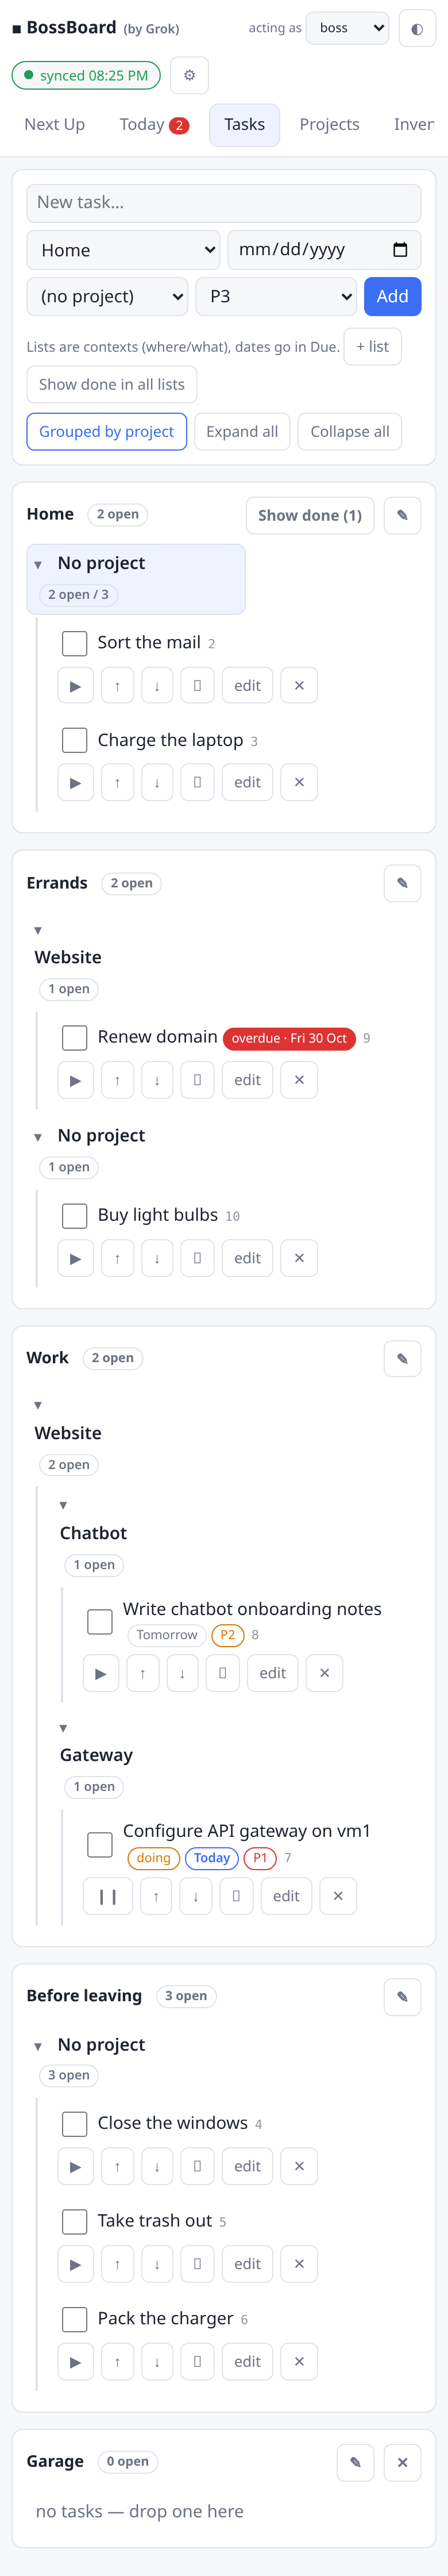 ■ BossBoard (by Grok) acting as boss ◐
synced 08:25 PM ⚙
Next Up Today 2 Tasks Projects Inver
New task...
Home mm/dd/yyyy
(no project) P3 Add
Lists are contexts (where/what), dates go in Due. + list
Show done in all lists
Grouped by project Expand all Collapse all
Home 2 open Show done (1) ✎
▾ No project
2 open / 3
Sort the mail 2
▶ ↑ ↓ ▯ edit ✕
Charge the laptop 3
▶ ↑ ↓ ▯ edit ✕
Errands 2 open ✎
▾
Website
1 open
Renew domain overdue · Fri 30 Oct 9
▶ ↑ ↓ ▯ edit ✕
▾ No project
1 open
Buy light bulbs 10
▶ ↑ ↓ ▯ edit ✕
Work 2 open ✎
▾
Website
2 open
▾
Chatbot
1 open
Write chatbot onboarding notes
Tomorrow P2 8
▶ ↑ ↓ ▯ edit ✕
▾
Gateway
1 open
Configure API gateway on vm1
doing Today P1 7
❙❙ ↑ ↓ ▯ edit ✕
Before leaving 3 open ✎
▾ No project
3 open
Close the windows 4
▶ ↑ ↓ ▯ edit ✕
Take trash out 5
▶ ↑ ↓ ▯ edit ✕
Pack the charger 6
▶ ↑ ↓ ▯ edit ✕
Garage 0 open ✎ ✕
no tasks — drop one here